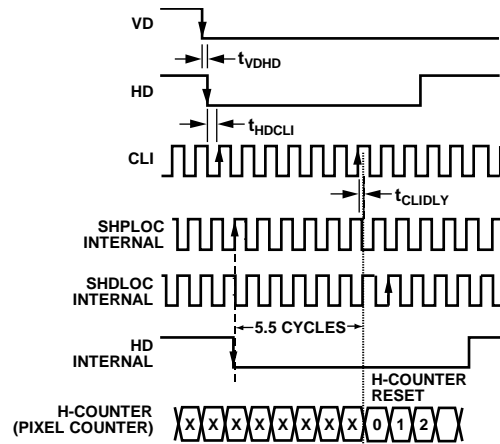 VD
tVDHD
HD
tHDCLI
CLI
tCLIDLY
SHPLOC
INTERNAL
SHDLOC
INTERNAL
5.5 CYCLES
HD
INTERNAL
H-COUNTER
RESET
H-COUNTER
(PIXEL COUNTER)
X X X X X X X X 0 1 2